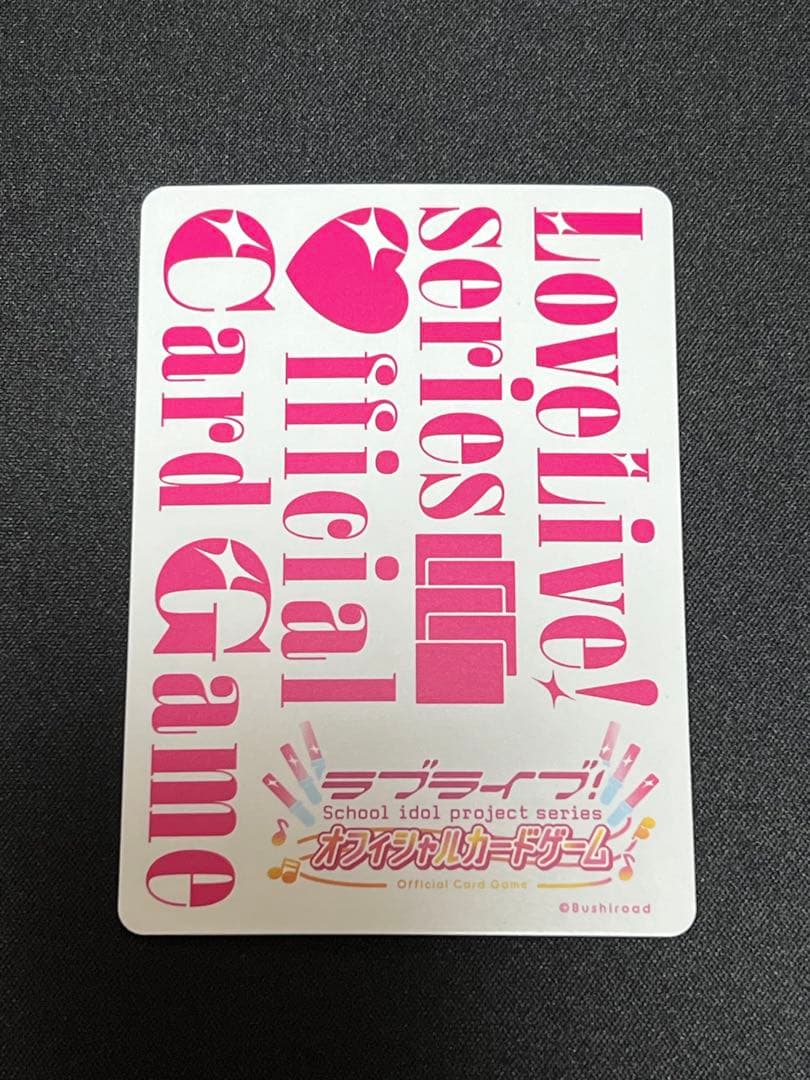 LoveLive!
series
♥fficial
Card Game
ラブライブ!
School idol project series
オフィシャルカードゲーム
Official Card Game
©Bushiroad